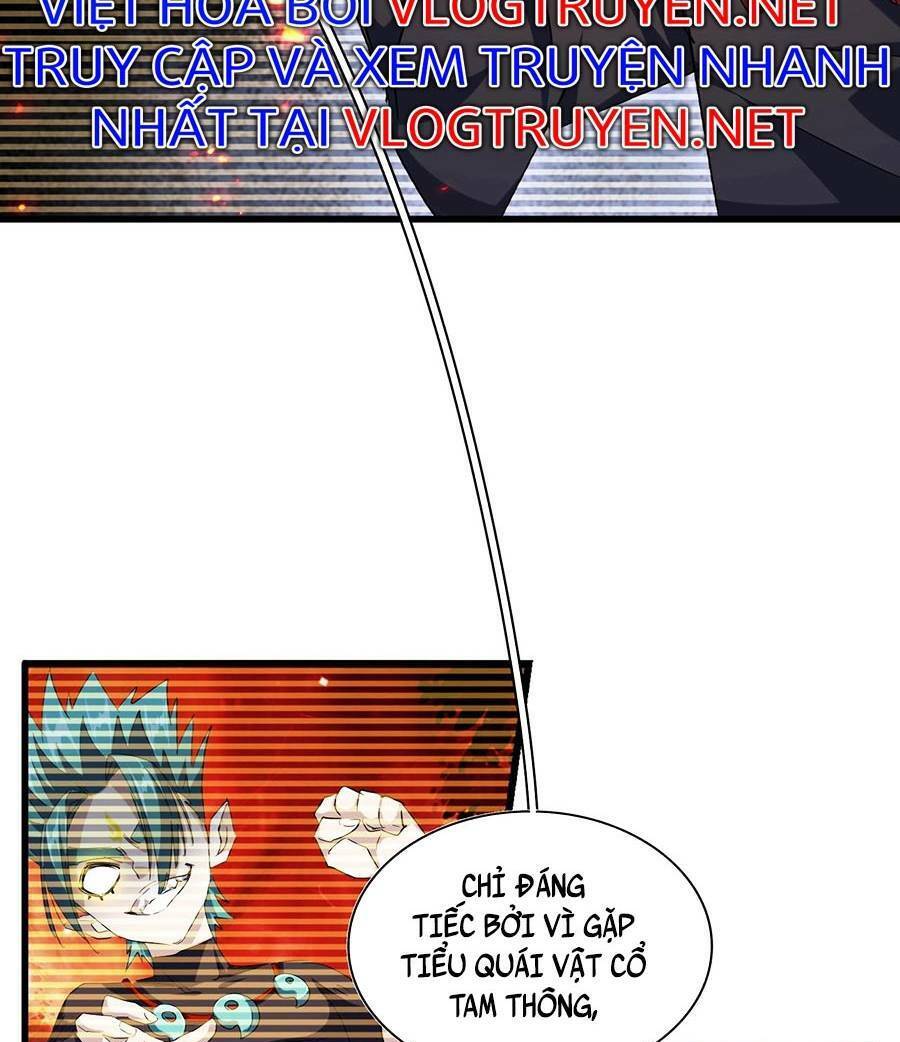 VIỆT HÓA BỞI VLOGTRUYEN.NET
TRUY CẬP VÀ XEM TRUYỆN NHANH
NHẤT TẠI VLOGTRUYEN.NET
CHỈ ĐÁNG
TIẾC BỞI VÌ GẶP
TIỂU QUÁI VẬT CỔ
TAM THÔNG,